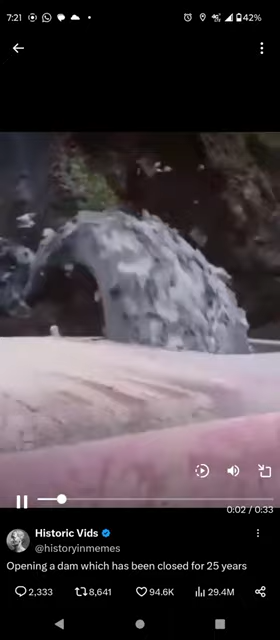 7:21
42%
0:02 / 0:33
Historic Vids
@historyinmemes
Opening a dam which has been closed for 25 years
2,333 8,641 94.6K 29.4M